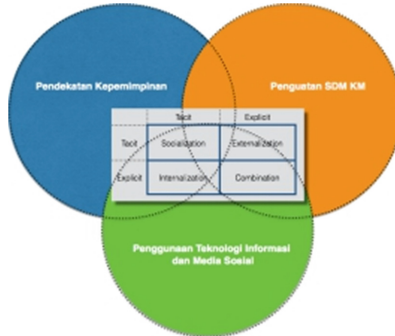 Pendekatan Kepemimpinan
Penguatan SDM KM
Tacit Explicit
Tacit Socialization Externalization
Explicit Internalization Combination
Penggunaan Teknologi Informasi
dan Media Sosial